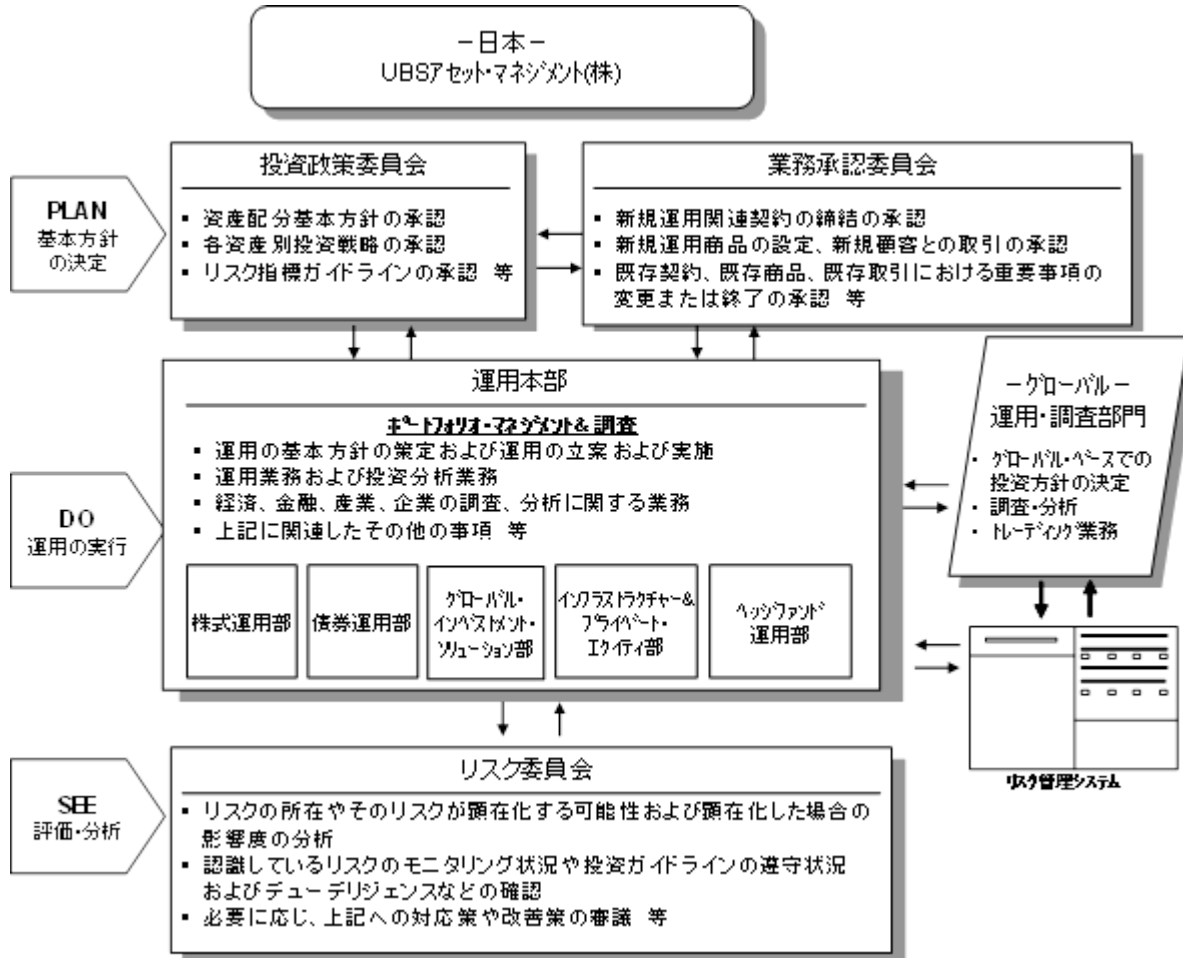 －日本－
UBSアセット・マネジメント(株)
PLAN
基本方針
の決定
投資政策委員会
▪ 資産配分基本方針の承認
▪ 各資産別投資戦略の承認
▪ リスク指標ガイドラインの承認 等
業務承認委員会
▪ 新規運用関連契約の締結の承認
▪ 新規運用商品の設定、新規顧客との取引の承認
▪ 既存契約、既存商品、既存取引における重要事項の
変更または終了の承認 等
DO
運用の実行
運用本部
ポートフォリオ・マネジメント&調査
▪ 運用の基本方針の策定および運用の立案および実施
▪ 運用業務および投資分析業務
▪ 経済、金融、産業、企業の調査、分析に関する業務
▪ 上記に関連したその他の事項 等
株式運用部
債券運用部
グローバル・
インベストメント・
ソリューション部
インフラストラクチャー&
プライベート・
エクイティ部
ヘッジファンド
運用部
－グローバル－
運用・調査部門
・ グローバル・ベースでの
投資方針の決定
・ 調査・分析
・ トレーディング業務
リスク管理システム
SEE
評価・分析
リスク委員会
▪ リスクの所在やそのリスクが顕在化する可能性および顕在化した場合の
影響度の分析
▪ 認識しているリスクのモニタリング状況や投資ガイドラインの遵守状況
およびデューデリジェンスなどの確認
▪ 必要に応じ、上記への対応策や改善策の審議 等